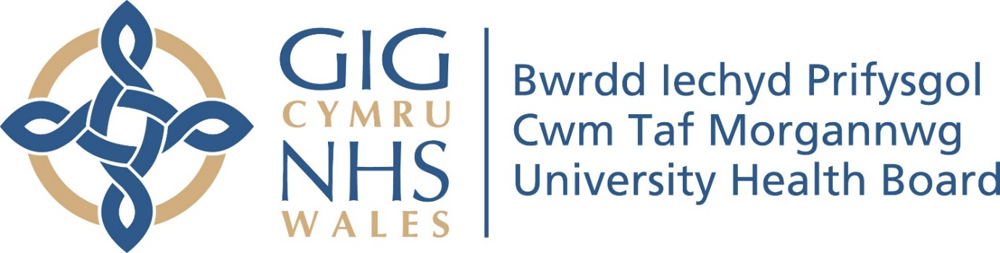 GIG
CYMRU
NHS
WALES
Bwrdd Iechyd Prifysgol
Cwm Taf Morgannwg
University Health Board